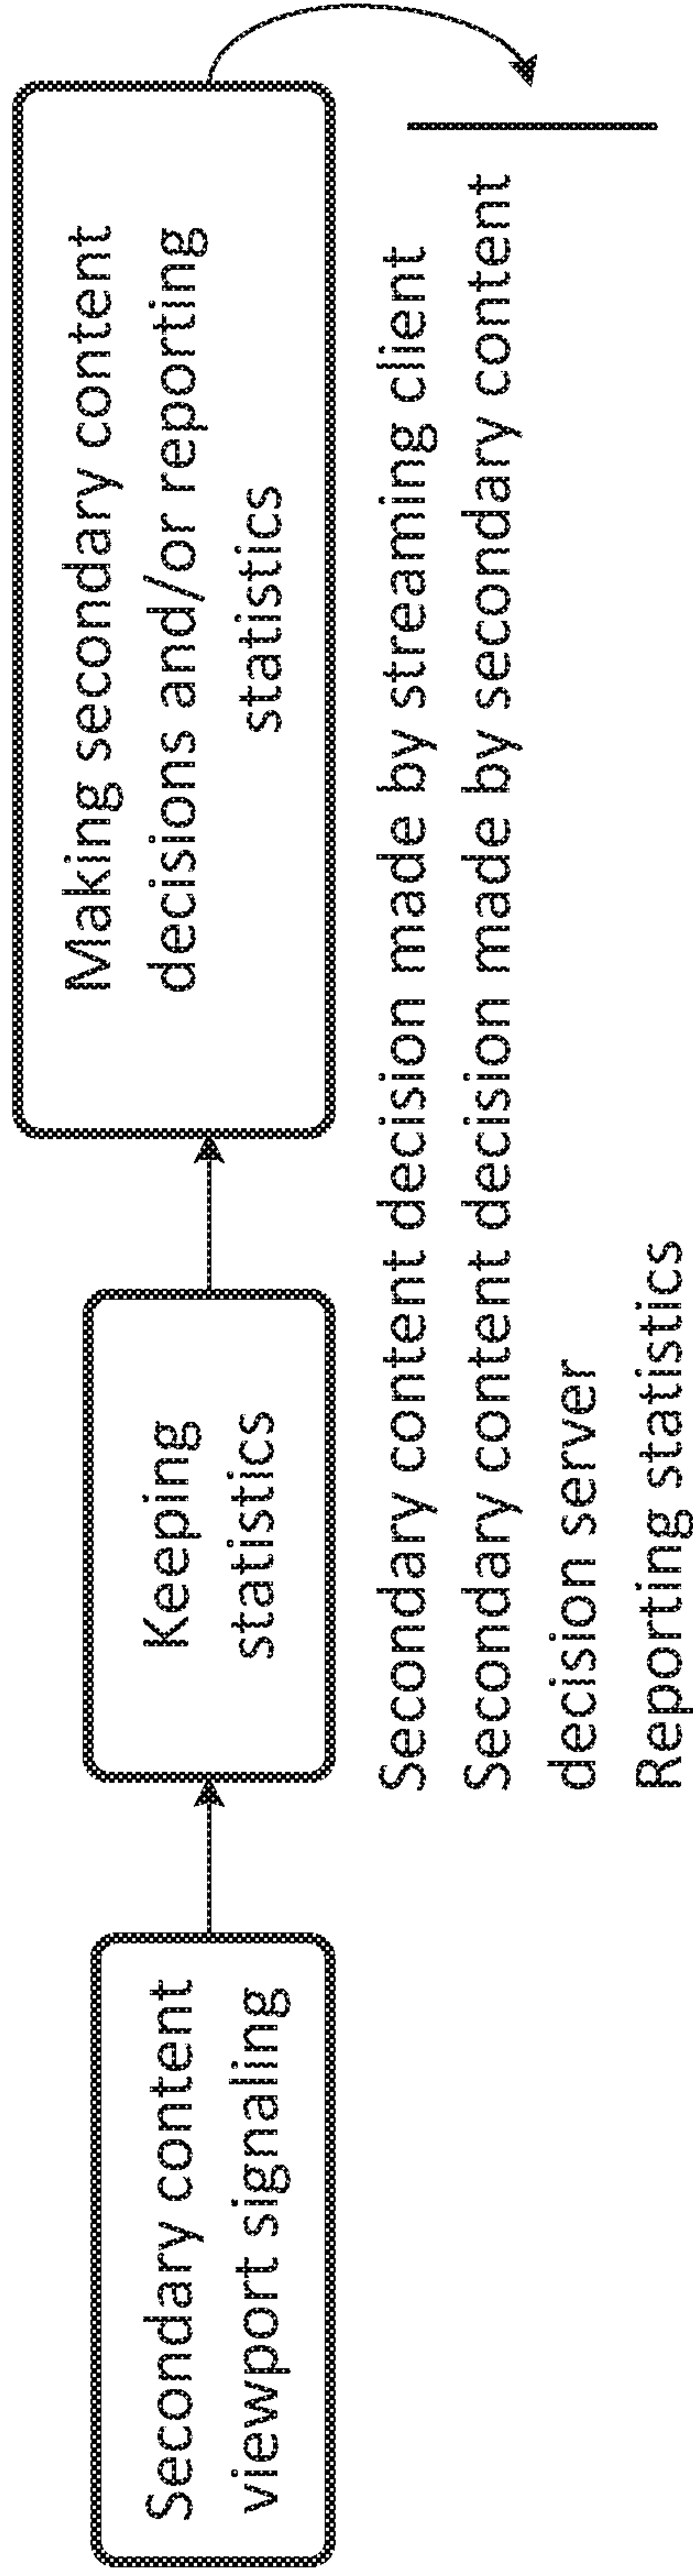 Secondary content
viewport signaling
Keeping
statistics
Making secondary content
decisions and/or reporting
statistics
Secondary content decision made by streaming client
Secondary content decision made by secondary content
decision server
Reporting statistics